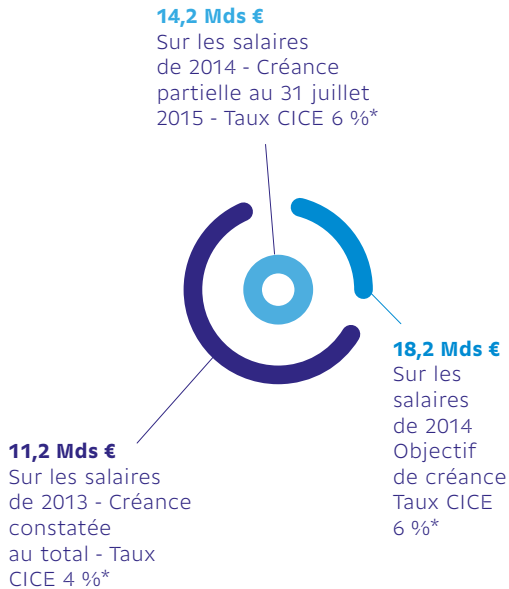 14,2 Mds €
Sur les salaires
de 2014 - Créance
partielle au 31 juillet
2015 - Taux CICE 6 %*
18,2 Mds €
Sur les
salaires
de 2014
Objectif
de créance
Taux CICE
6 %*
11,2 Mds €
Sur les salaires
de 2013 - Créance
constatée
au total - Taux
CICE 4 %*